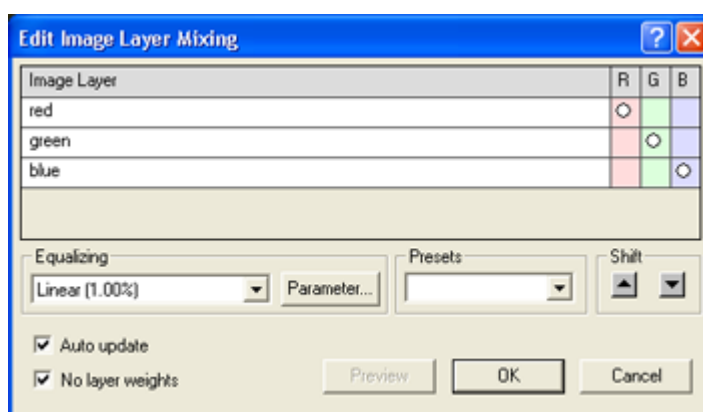 Edit Image Layer Mixing
Image Layer R G B
red
green
blue
Equalizing Presets Shift
Linear (1.00%) Parameter...
Auto update
No layer weights Preview OK Cancel